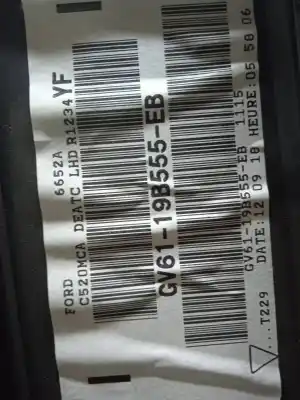 FORD 6652A
C520MCA DEATC LHD R1234YF
GV61-19B555-EB
GV61-19B555-EB 1115
DATE:12 09 18 HEURE:05 58 06
...T229